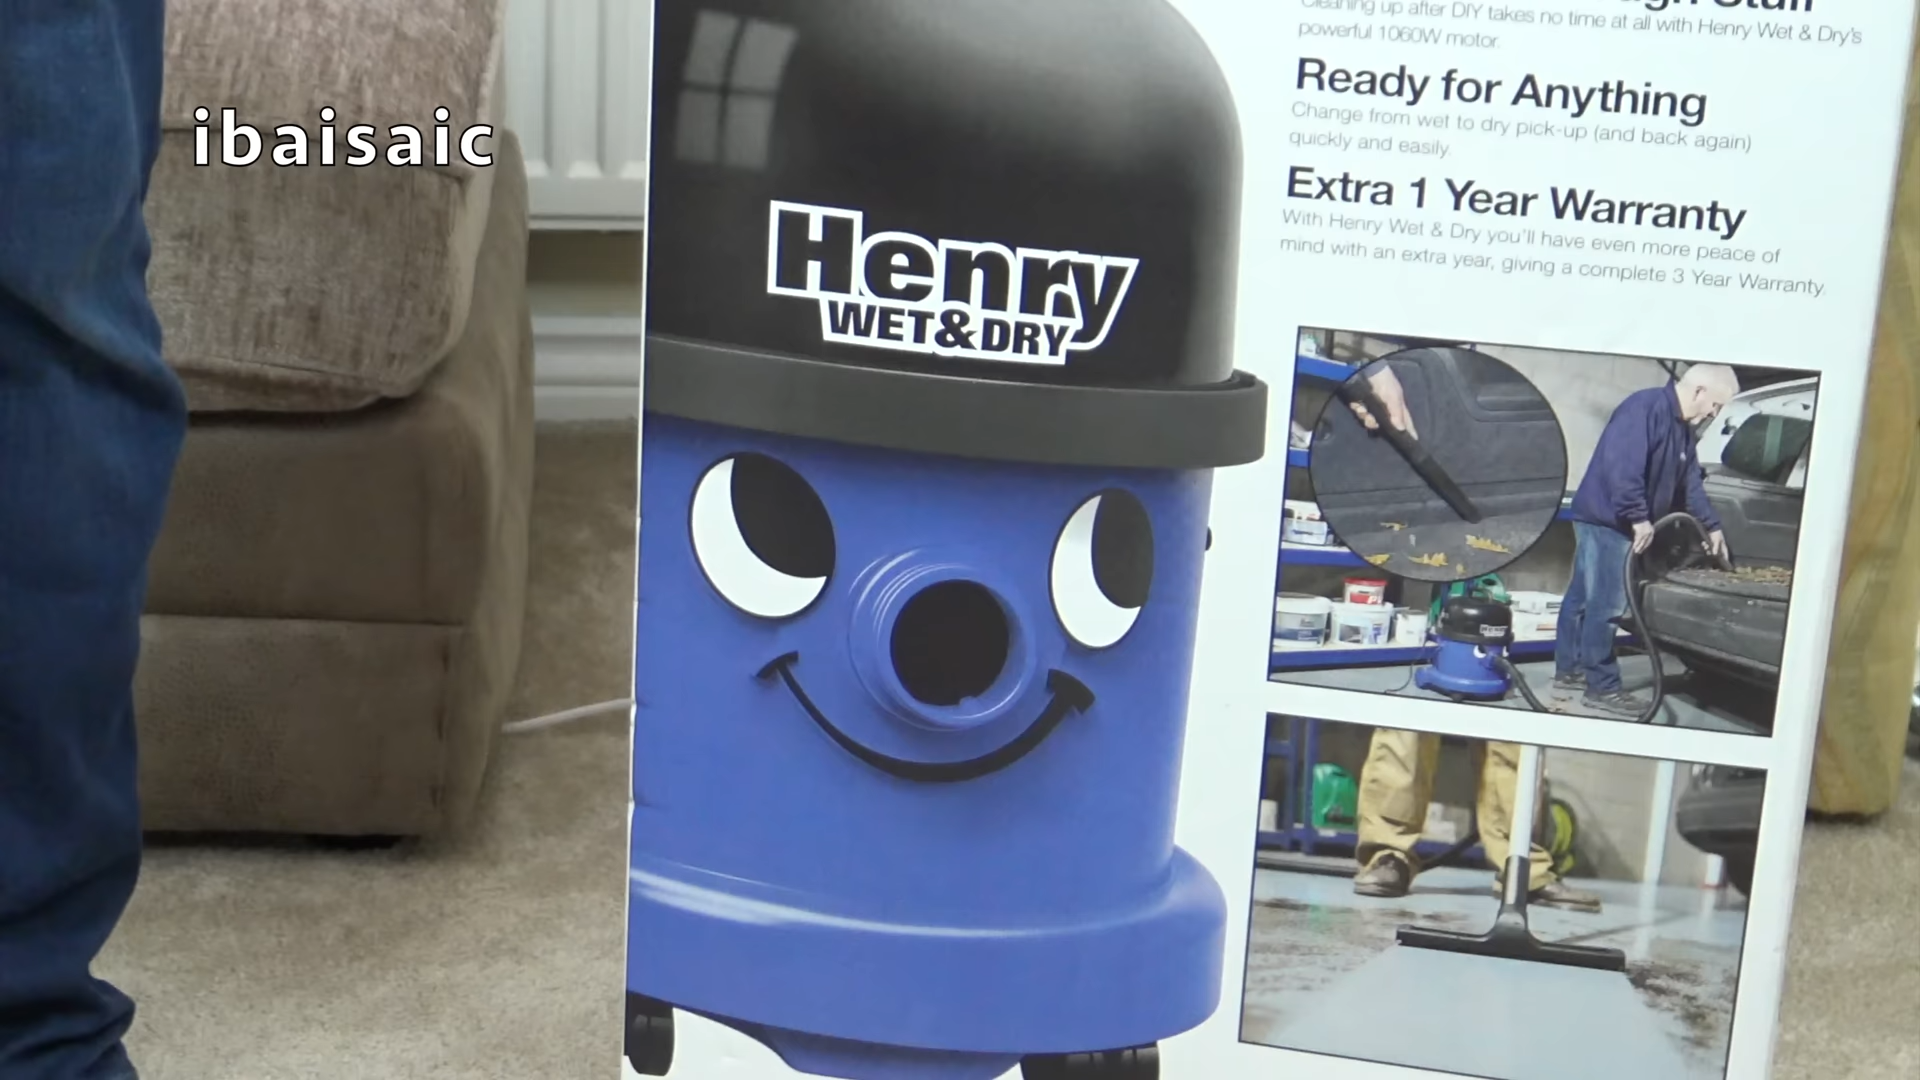 ibaisaic
Stuff
Cleaning up after DIY takes no time at all with Henry Wet & Dry's
powerful 1060W motor.
Ready for Anything
Change from wet to dry pick-up (and back again)
quickly and easily.
Extra 1 Year Warranty
With Henry Wet & Dry you'll have even more peace of
mind with an extra year, giving a complete 3 Year Warranty.
Henry
WET&DRY
Henry